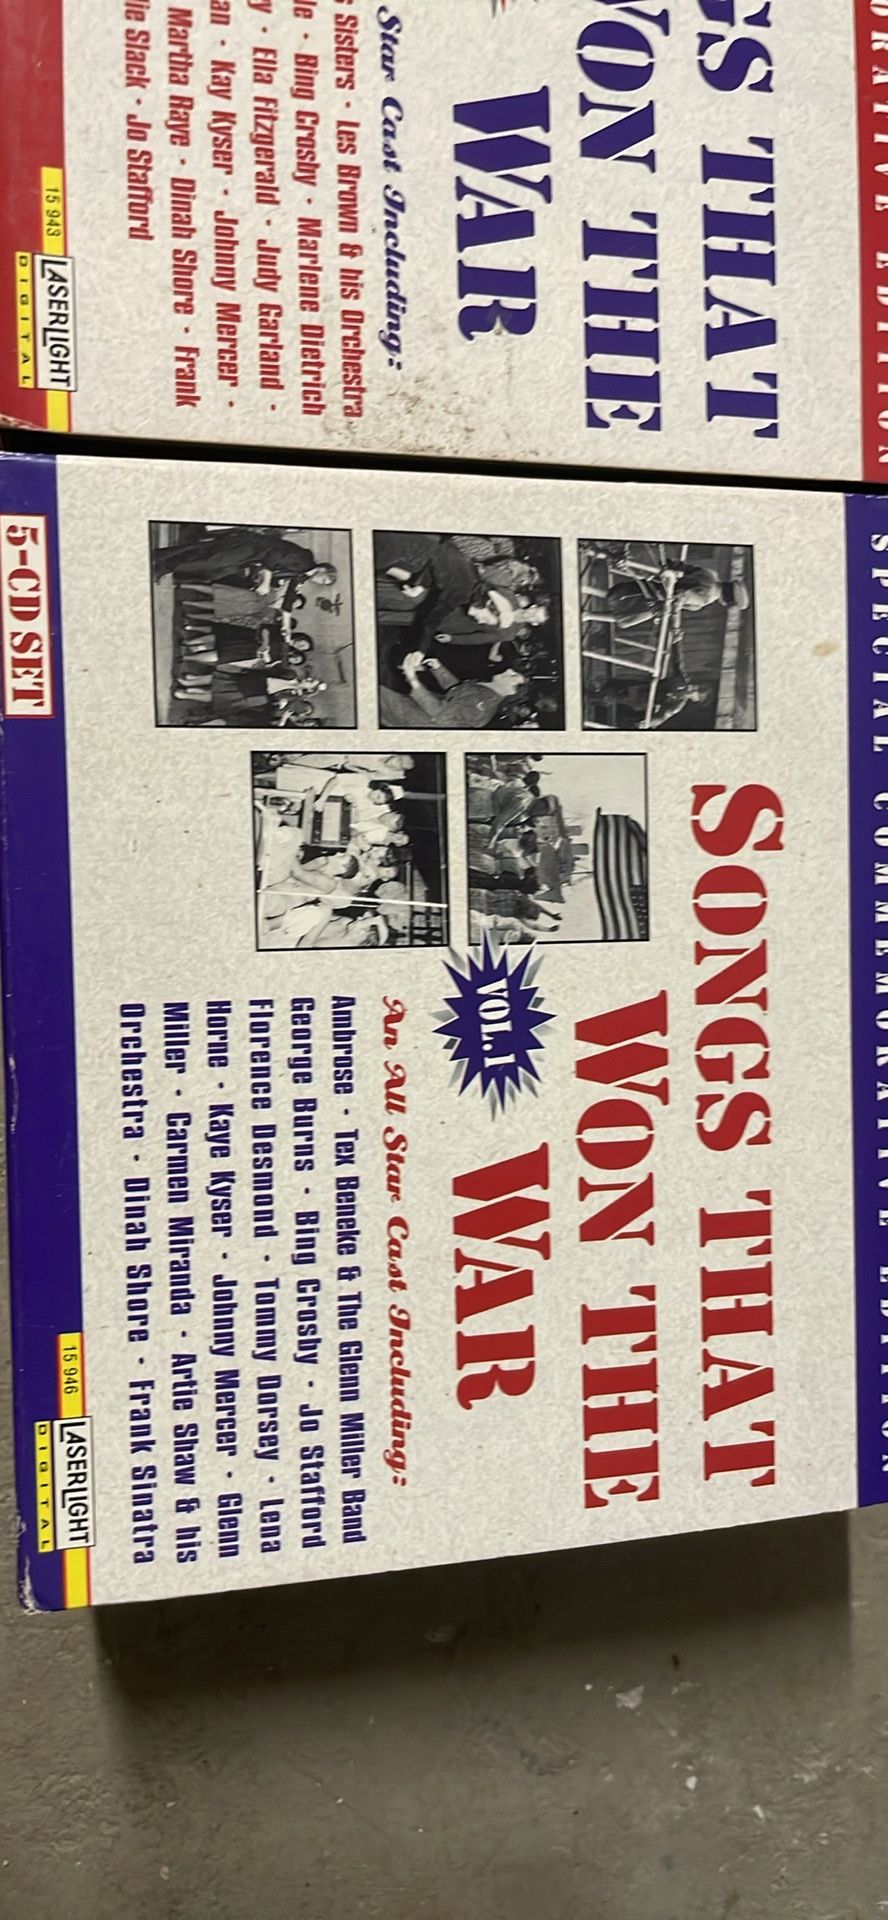 ORATIVE EDITION
GS THAT
WON THE
WAR
Star Cast Including:
Sisters · Les Brown & his Orchestra
· Bing Crosby · Marlene Dietrich
· Ella Fitzgerald · Judy Garland ·
· Kay Kyser · Johnny Mercer ·
Martha Raye · Dinah Shore · Frank
Slack · Jo Stafford
15 943
LASERLIGHT
DIGITAL
SPECIAL COMMEMORATIVE EDITION
SONGS THAT
WON THE
WAR
VOL. 1
An All Star Cast Including:
Ambrose · Tex Beneke & The Glenn Miller Band
George Burns · Bing Crosby · Jo Stafford
Florence Desmond · Tommy Dorsey · Lena
Horne · Kaye Kyser · Johnny Mercer · Glenn
Miller · Carmen Miranda · Artie Shaw & his
Orchestra · Dinah Shore · Frank Sinatra
5-CD SET
15 946
LASERLIGHT
DIGITAL